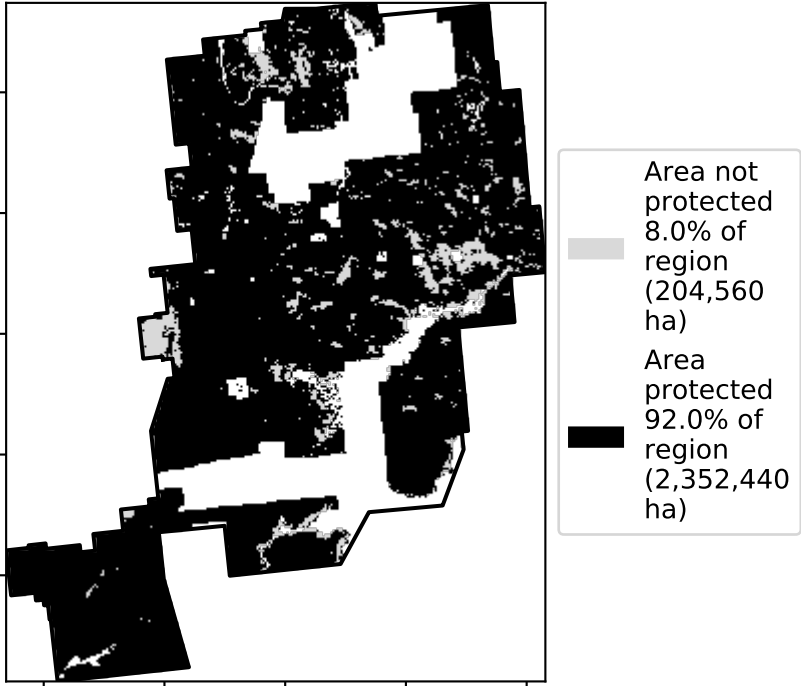 Area not
protected
8.0% of
region
(204,560
ha)
Area
protected
92.0% of
region
(2,352,440
ha)